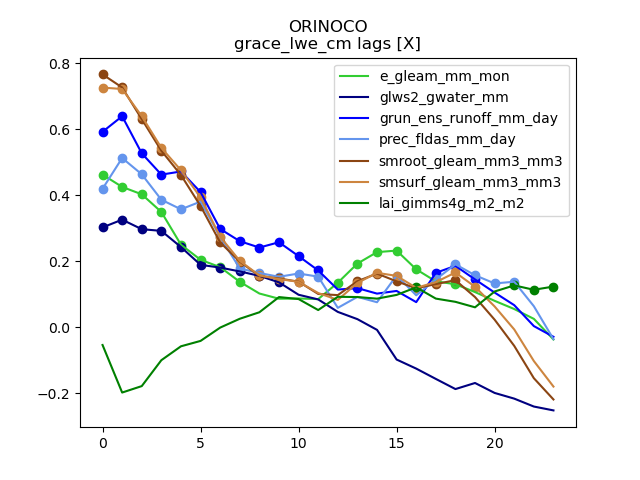 ORINOCO
grace_lwe_cm lags [X]
0.8
0.6
0.4
0.2
0.0
−0.2
0
5
10
15
20
e_gleam_mm_mon
glws2_gwater_mm
grun_ens_runoff_mm_day
prec_fldas_mm_day
smroot_gleam_mm3_mm3
smsurf_gleam_mm3_mm3
lai_gimms4g_m2_m2